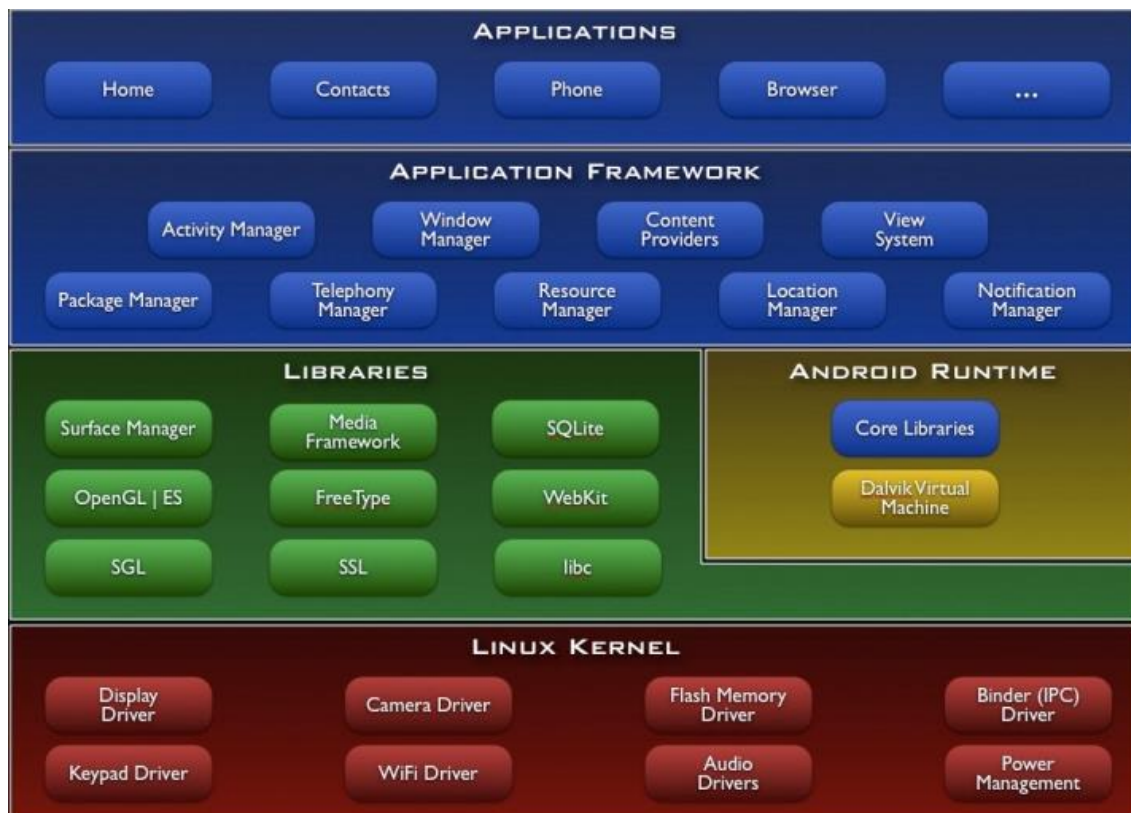 APPLICATIONS
Home
Contacts
Phone
Browser
...
APPLICATION FRAMEWORK
Activity Manager
Window
Manager
Content
Providers
View
System
Package Manager
Telephony
Manager
Resource
Manager
Location
Manager
Notification
Manager
LIBRARIES
Surface Manager
Media
Framework
SQLite
OpenGL | ES
FreeType
WebKit
SGL
SSL
libc
ANDROID RUNTIME
Core Libraries
Dalvik Virtual
Machine
LINUX KERNEL
Display
Driver
Camera Driver
Flash Memory
Driver
Binder (IPC)
Driver
Keypad Driver
WiFi Driver
Audio
Drivers
Power
Management